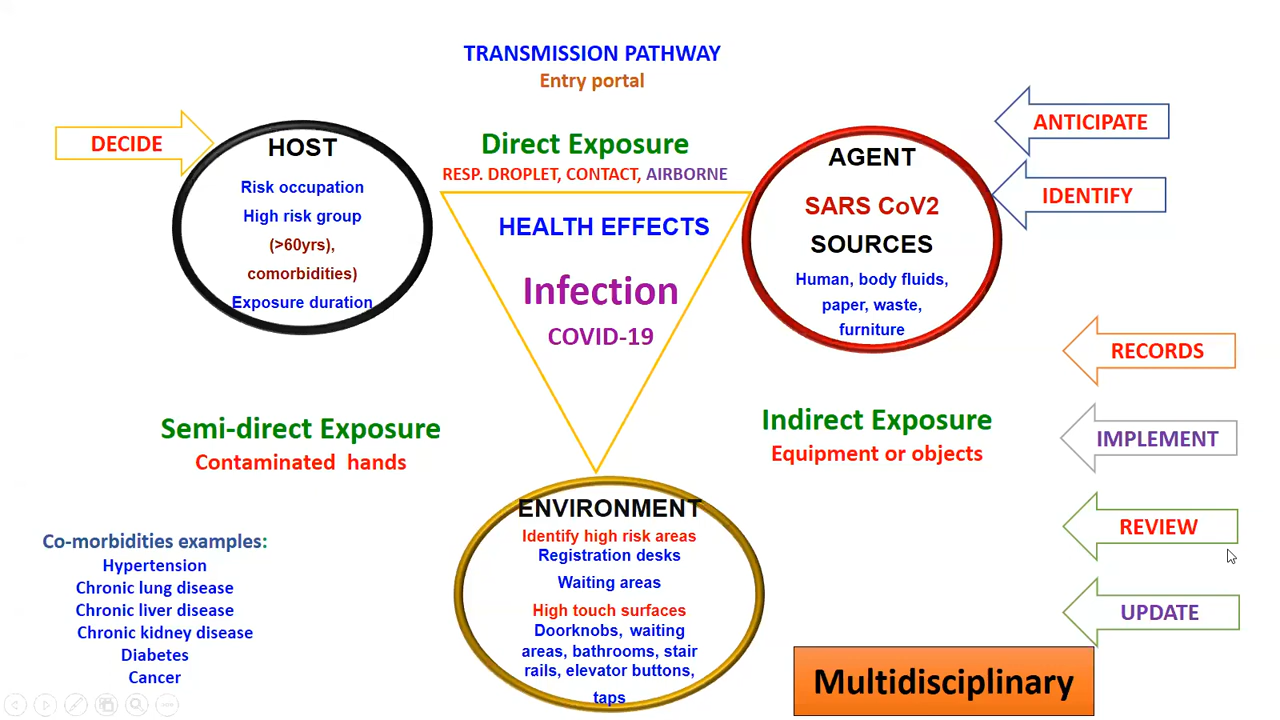 TRANSMISSION PATHWAY
Entry portal
DECIDE
HOST
Risk occupation
High risk group
(>60yrs),
comorbidities)
Exposure duration
Direct Exposure
RESP. DROPLET, CONTACT, AIRBORNE
HEALTH EFFECTS
Infection
COVID-19
AGENT
SARS CoV2
SOURCES
Human, body fluids,
paper, waste,
furniture
ANTICIPATE
IDENTIFY
RECORDS
IMPLEMENT
REVIEW
UPDATE
Semi-direct Exposure
Contaminated hands
Indirect Exposure
Equipment or objects
ENVIRONMENT
Identify high risk areas
Registration desks
Waiting areas
High touch surfaces
Doorknobs, waiting
areas, bathrooms, stair
rails, elevator buttons,
taps
Co-morbidities examples:
Hypertension
Chronic lung disease
Chronic liver disease
Chronic kidney disease
Diabetes
Cancer
Multidisciplinary